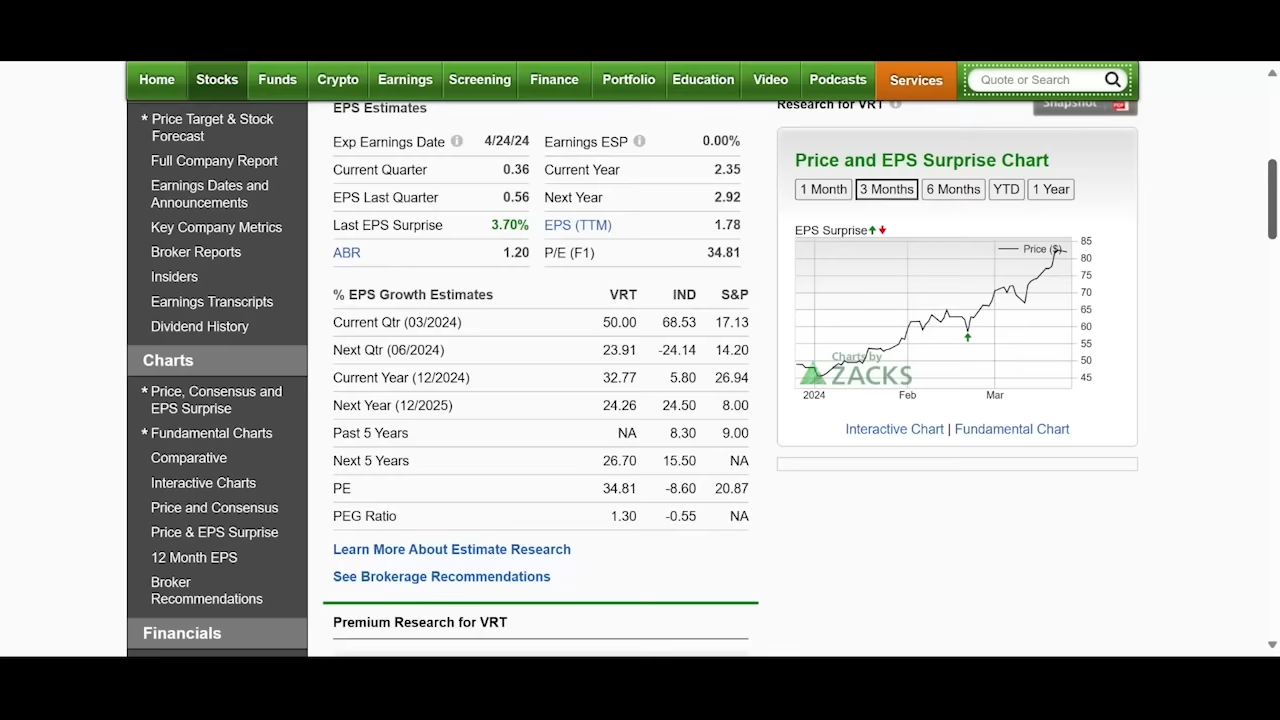 Home Stocks Funds Crypto Earnings Screening Finance Portfolio Education Video Podcasts Services Quote or Search
* Price Target & Stock
Forecast
Full Company Report
Earnings Dates and
Announcements
Key Company Metrics
Broker Reports
Insiders
Earnings Transcripts
Dividend History
Charts
* Price, Consensus and
EPS Surprise
* Fundamental Charts
Comparative
Interactive Charts
Price and Consensus
Price & EPS Surprise
12 Month EPS
Broker
Recommendations
Financials
EPS Estimates
Exp Earnings Date 4/24/24 Earnings ESP 0.00%
Current Quarter 0.36 Current Year 2.35
EPS Last Quarter 0.56 Next Year 2.92
Last EPS Surprise 3.70% EPS (TTM) 1.78
ABR 1.20 P/E (F1) 34.81
% EPS Growth Estimates VRT IND S&P
Current Qtr (03/2024) 50.00 68.53 17.13
Next Qtr (06/2024) 23.91 -24.14 14.20
Current Year (12/2024) 32.77 5.80 26.94
Next Year (12/2025) 24.26 24.50 8.00
Past 5 Years NA 8.30 9.00
Next 5 Years 26.70 15.50 NA
PE 34.81 -8.60 20.87
PEG Ratio 1.30 -0.55 NA
Learn More About Estimate Research
See Brokerage Recommendations
Premium Research for VRT
Research for VRT
Snapshot
Price and EPS Surprise Chart
1 Month 3 Months 6 Months YTD 1 Year
EPS Surprise
Price ($)
85
80
75
70
65
60
55
50
45
Charts by
ZACKS
2024 Feb Mar
Interactive Chart | Fundamental Chart